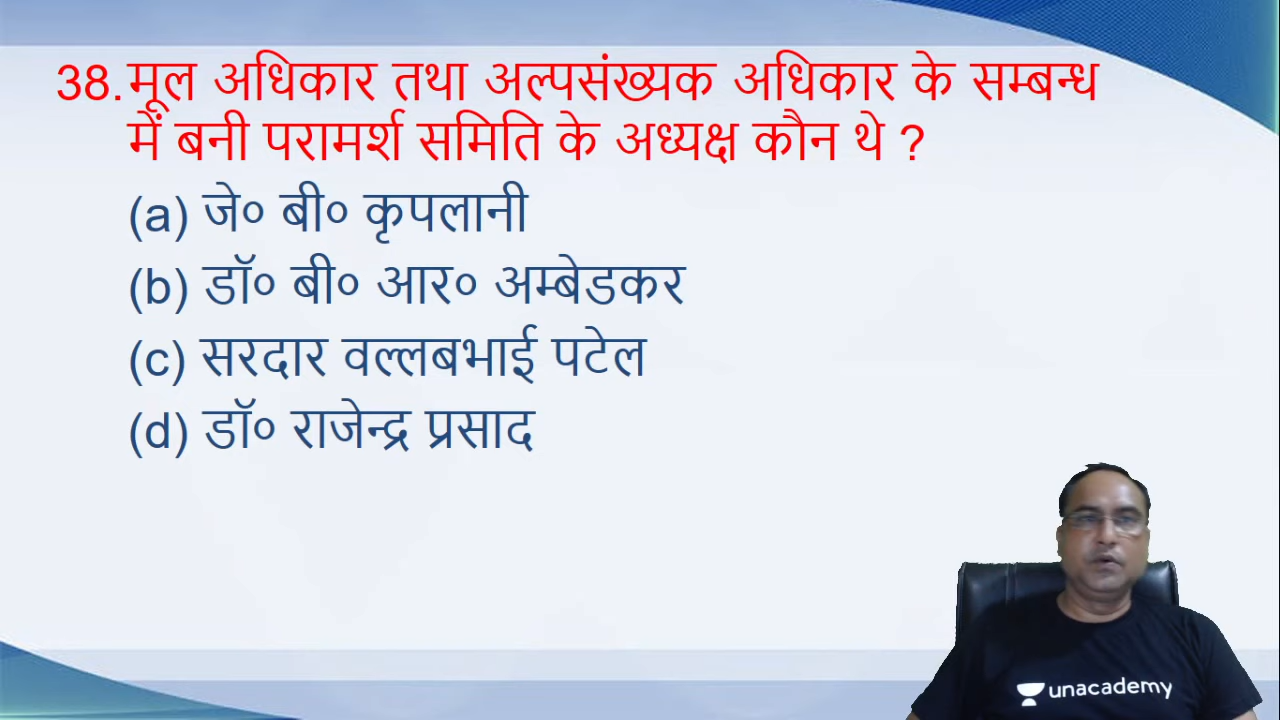 38. मूल अधिकार तथा अल्पसंख्यक अधिकार के सम्बन्ध
में बनी परामर्श समिति के अध्यक्ष कौन थे ?
(a) जे० बी० कृपलानी
(b) डॉ० बी० आर० अम्बेडकर
(c) सरदार वल्लबभाई पटेल
(d) डॉ० राजेन्द्र प्रसाद
unacademy